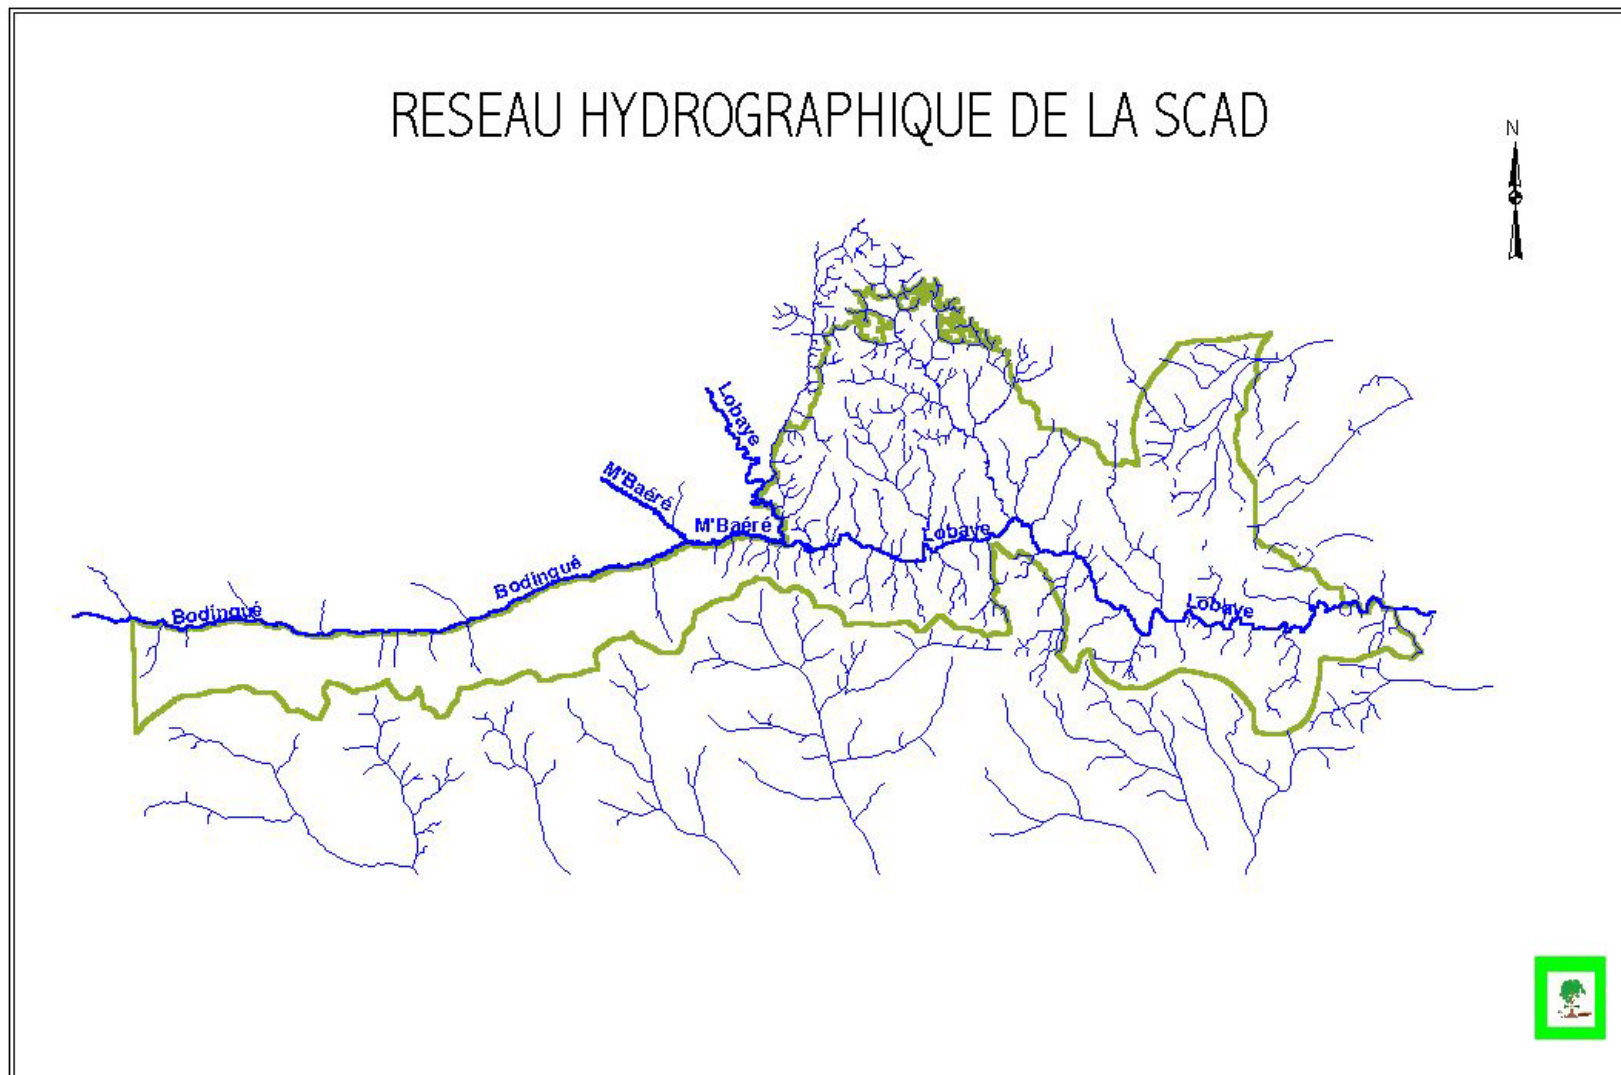 RESEAU HYDROGRAPHIQUE DE LA SCAD
N
Lobaye
M'Baéré
M'Baéré
Lobaye
Bodingué
Bodingué
Lobaye